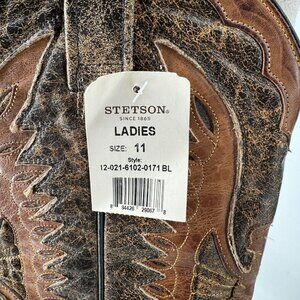 STETSON®
SINCE 1865
LADIES
SIZE: 11
Style:
12-021-6102-0171 BL